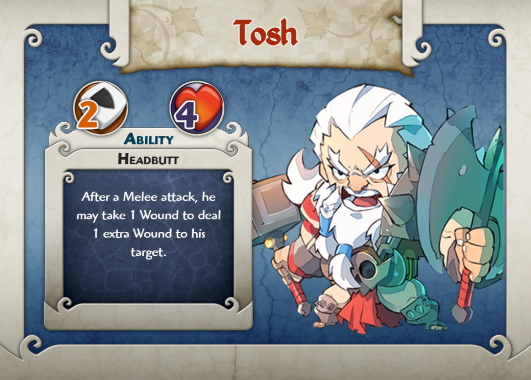 Tosh
2
4
Ability
Headbutt
After a Melee attack, he
may take 1 Wound to deal
1 extra Wound to his
target.